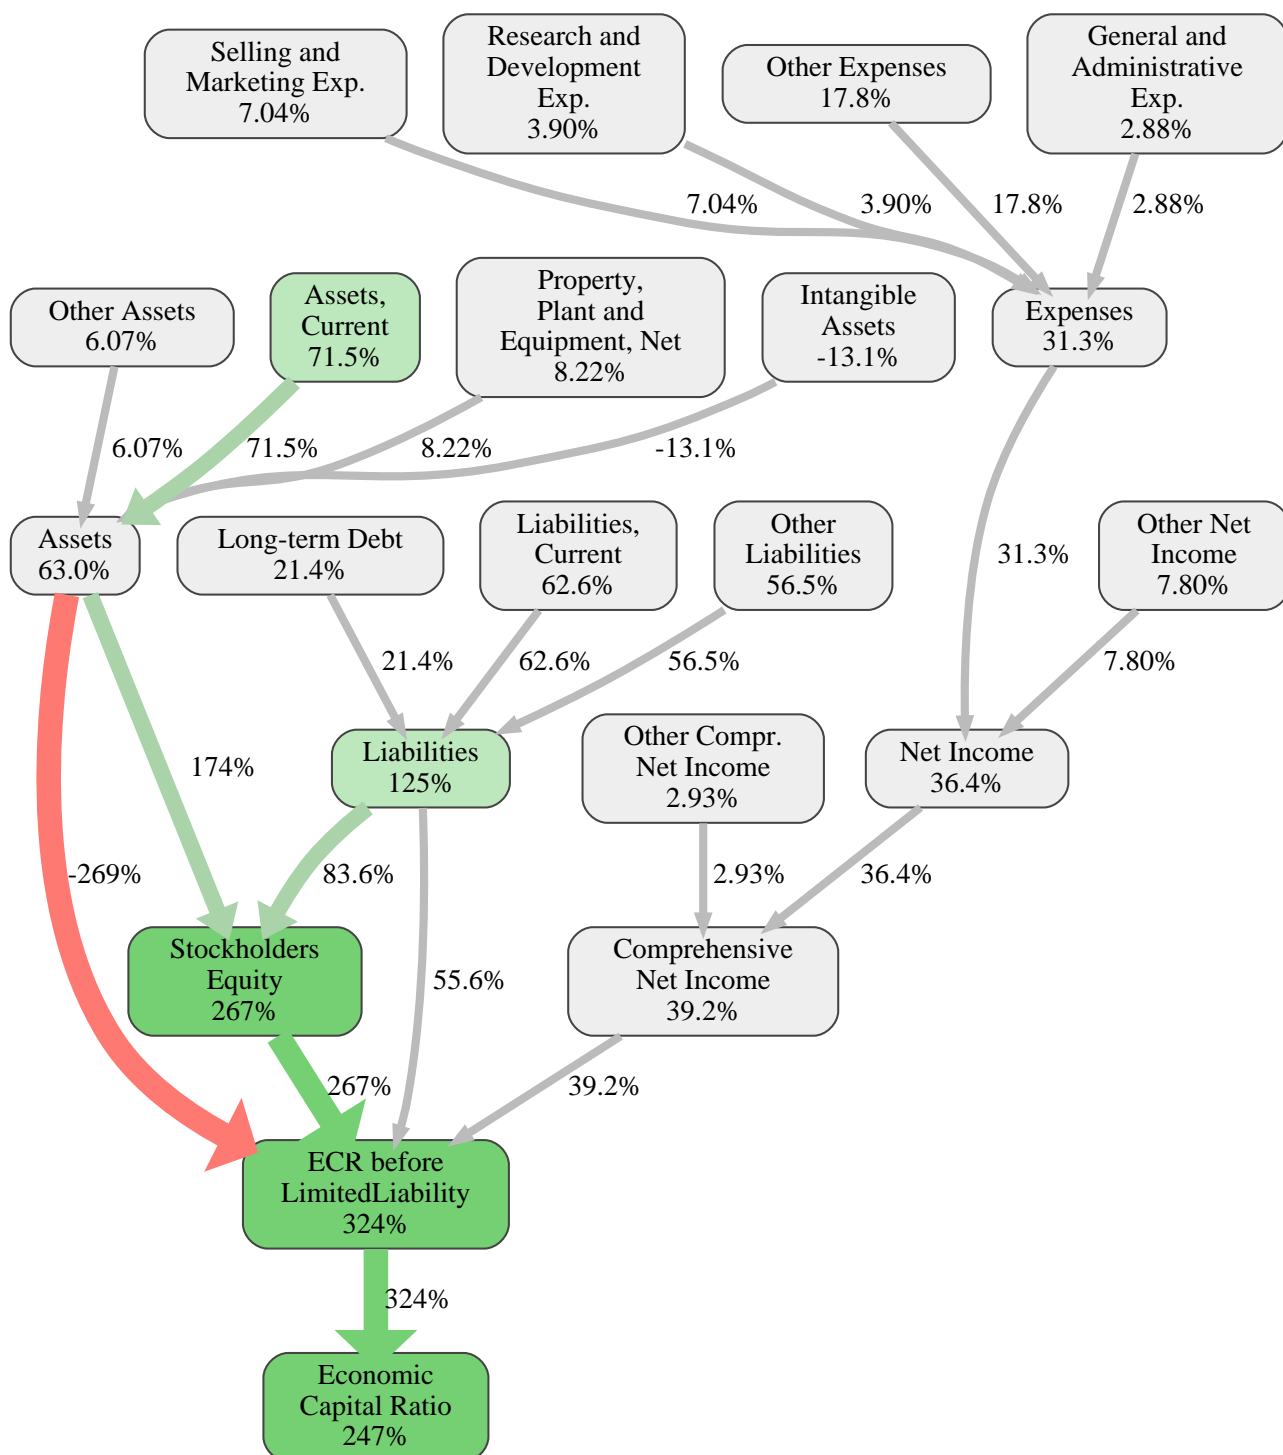 Selling and
Marketing Exp.
7.04%
Research and
Development
Exp.
3.90%
Other Expenses
17.8%
General and
Administrative
Exp.
2.88%
7.04%
3.90%
17.8%
2.88%
Other Assets
6.07%
Assets,
Current
71.5%
Property,
Plant and
Equipment, Net
8.22%
Intangible
Assets
-13.1%
Expenses
31.3%
6.07%
71.5%
8.22%
-13.1%
Assets
63.0%
Long-term Debt
21.4%
Liabilities,
Current
62.6%
Other
Liabilities
56.5%
31.3%
Other Net
Income
7.80%
21.4%
62.6%
56.5%
7.80%
174%
Liabilities
125%
Other Compr.
Net Income
2.93%
Net Income
36.4%
-269%
83.6%
2.93%
36.4%
Stockholders
Equity
267%
55.6%
Comprehensive
Net Income
39.2%
267%
39.2%
ECR before
LimitedLiability
324%
324%
Economic
Capital Ratio
247%